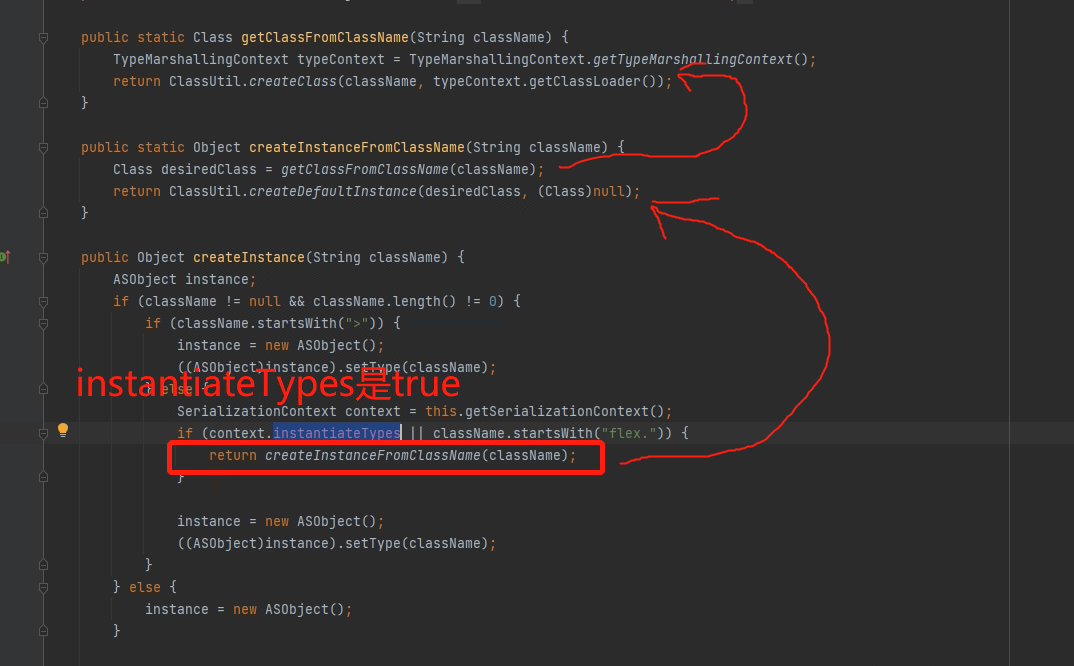 public static Class getClassFromClassName(String className) {
TypeMarshallingContext typeContext = TypeMarshallingContext.getTypeMarshallingContext();
return ClassUtil.createClass(className, typeContext.getClassLoader());
}
public static Object createInstanceFromClassName(String className) {
Class desiredClass = getClassFromClassName(className);
return ClassUtil.createDefaultInstance(desiredClass, (Class)null);
}
public Object createInstance(String className) {
ASObject instance;
if (className != null && className.length() != 0) {
if (className.startsWith(">")) {
instance = new ASObject();
((ASObject)instance).setType(className);
instantiateTypes是true
} else {
SerializationContext context = this.getSerializationContext();
if (context.instantiateTypes || className.startsWith("flex.")) {
return createInstanceFromClassName(className);
}
instance = new ASObject();
((ASObject)instance).setType(className);
}
} else {
instance = new ASObject();
}